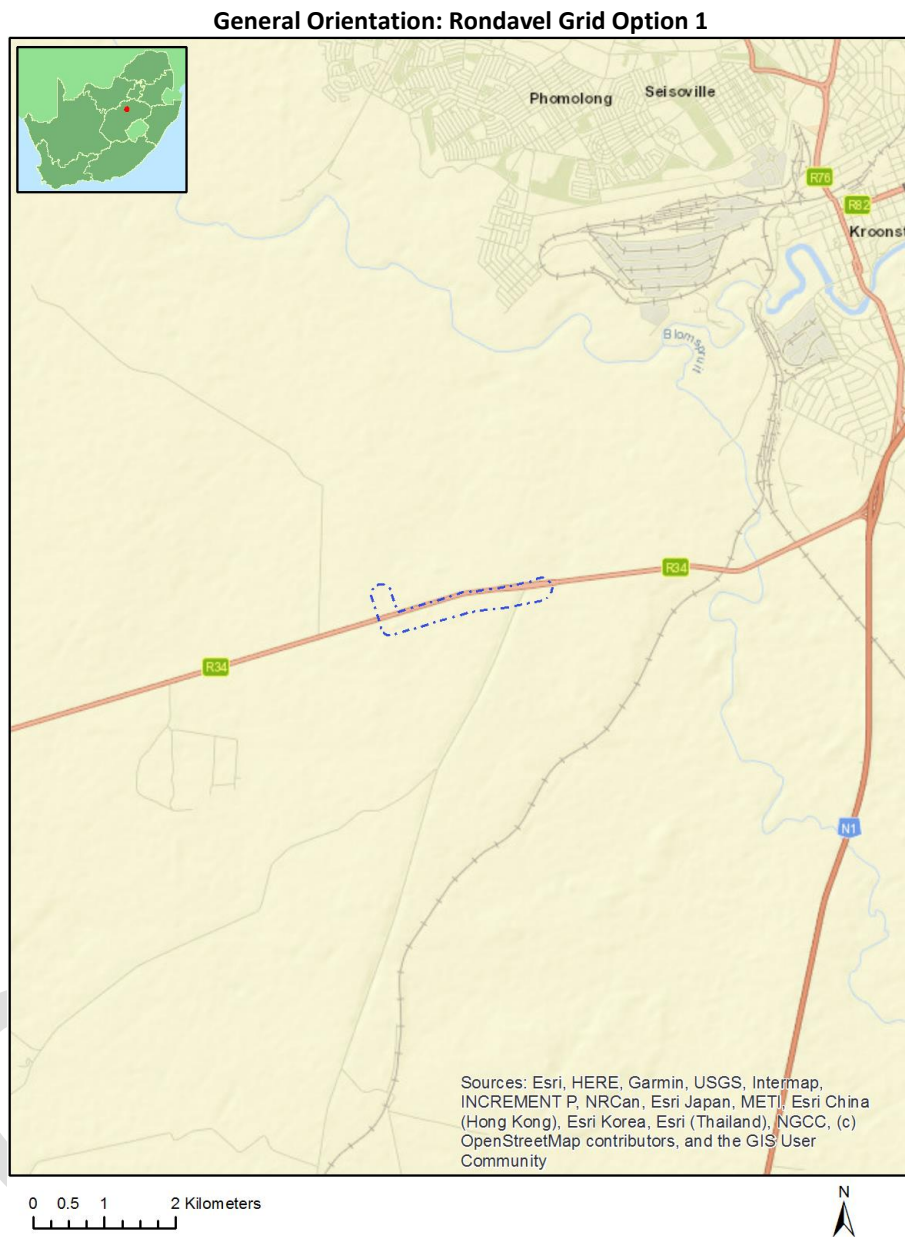 General Orientation: Rondavel Grid Option 1
Phomolong
Seisoville
R76
R82
Kroonst
Blomspruit
R34
R34
N1
Sources: Esri, HERE, Garmin, USGS, Intermap,
INCREMENT P, NRCan, Esri Japan, METI, Esri China
(Hong Kong), Esri Korea, Esri (Thailand), NGCC, (c)
OpenStreetMap contributors, and the GIS User
Community
0 0.5 1 2 Kilometers
N